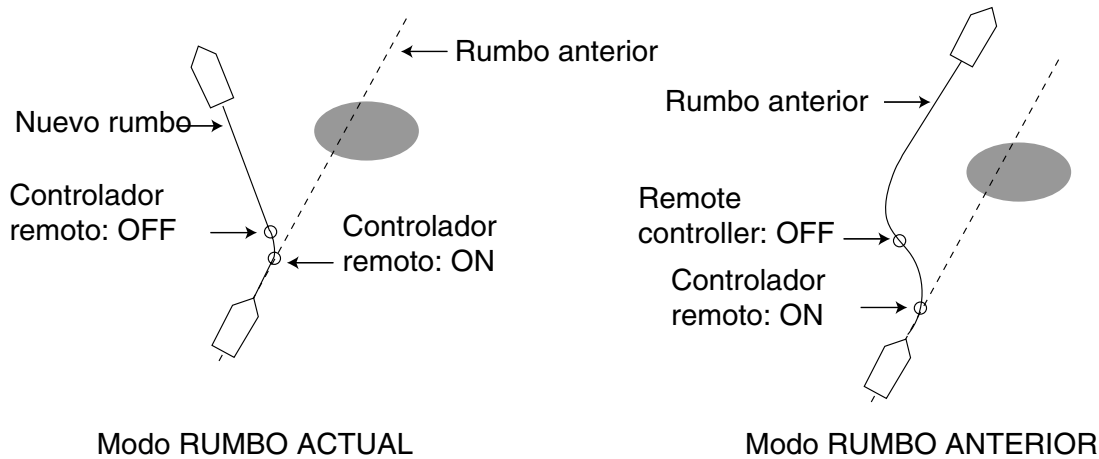 Rumbo anterior
Nuevo rumbo
Controlador
remoto: OFF
Controlador
remoto: ON
Modo RUMBO ACTUAL
Rumbo anterior
Remote
controller: OFF
Controlador
remoto: ON
Modo RUMBO ANTERIOR